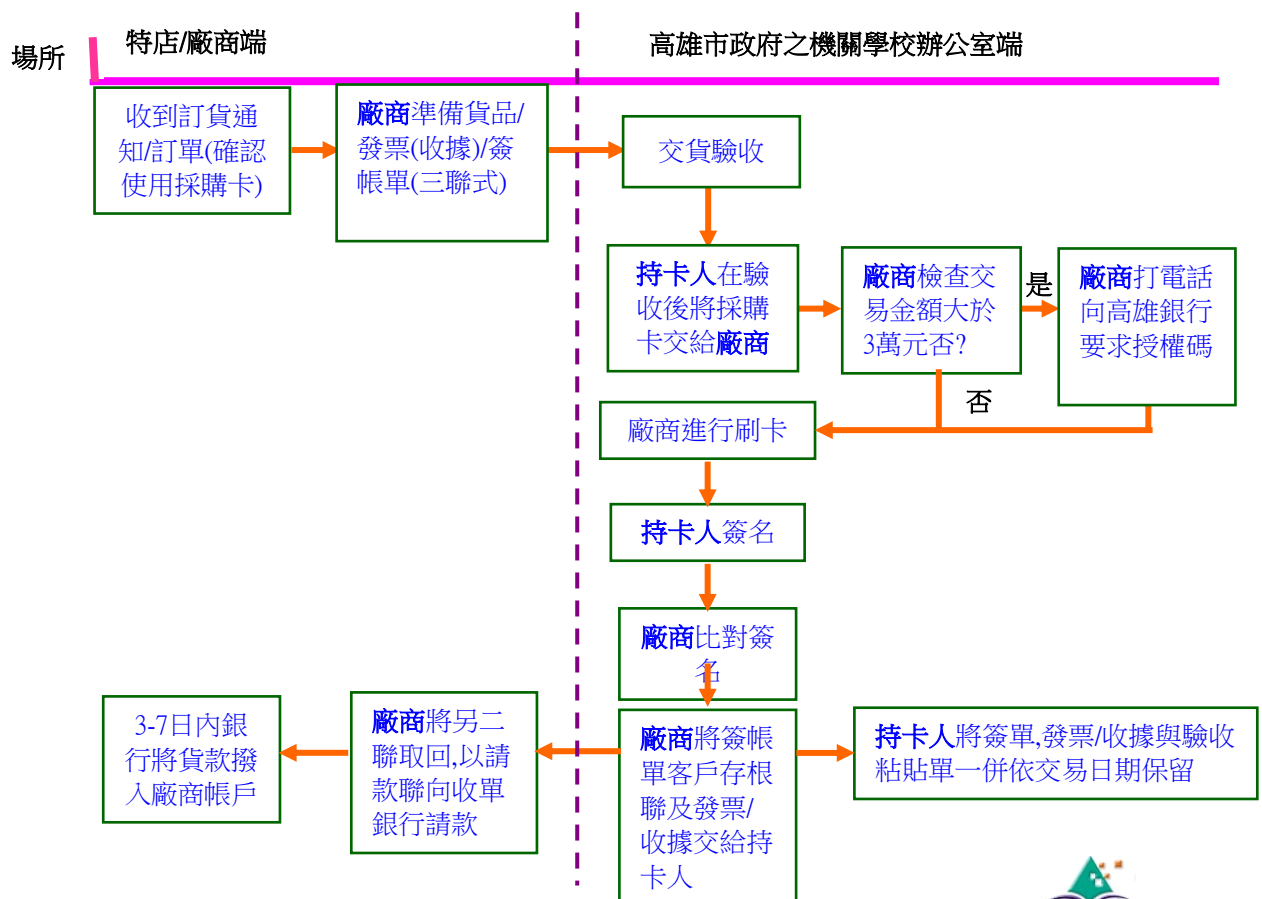 場所
特店/廠商端
高雄市政府之機關學校辦公室端
收到訂貨通
知/訂單(確認
使用採購卡)
廠商準備貨品/
發票(收據)/簽
帳單(三聯式)
交貨驗收
持卡人在驗
收後將採購
卡交給廠商
廠商檢查交
易金額大於
3萬元否?
是
廠商打電話
向高雄銀行
要求授權碼
否
廠商進行刷卡
持卡人簽名
廠商比對簽
名
廠商將簽帳
單客戶存根
聯及發票/
收據交給持
卡人
持卡人將簽單,發票/收據與驗收
粘貼單一併依交易日期保留
廠商將另二
聯取回,以請
款聯向收單
銀行請款
3-7日內銀
行將貨款撥
入廠商帳戶